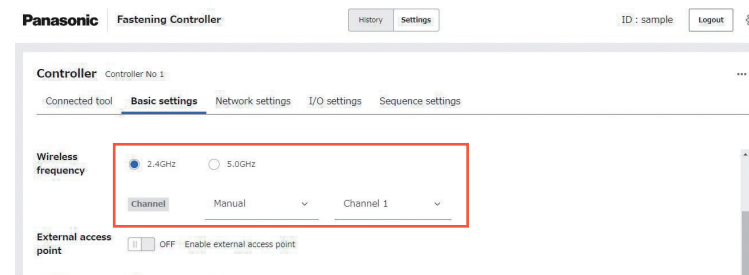 Panasonic Fastening Controller History Settings ID : sample Logout
Controller Controller No 1 ...
Connected tool Basic settings Network settings I/O settings Sequence settings
Wireless frequency 2.4GHz 5.0GHz
Channel Manual Channel 1
External access point OFF Enable external access point